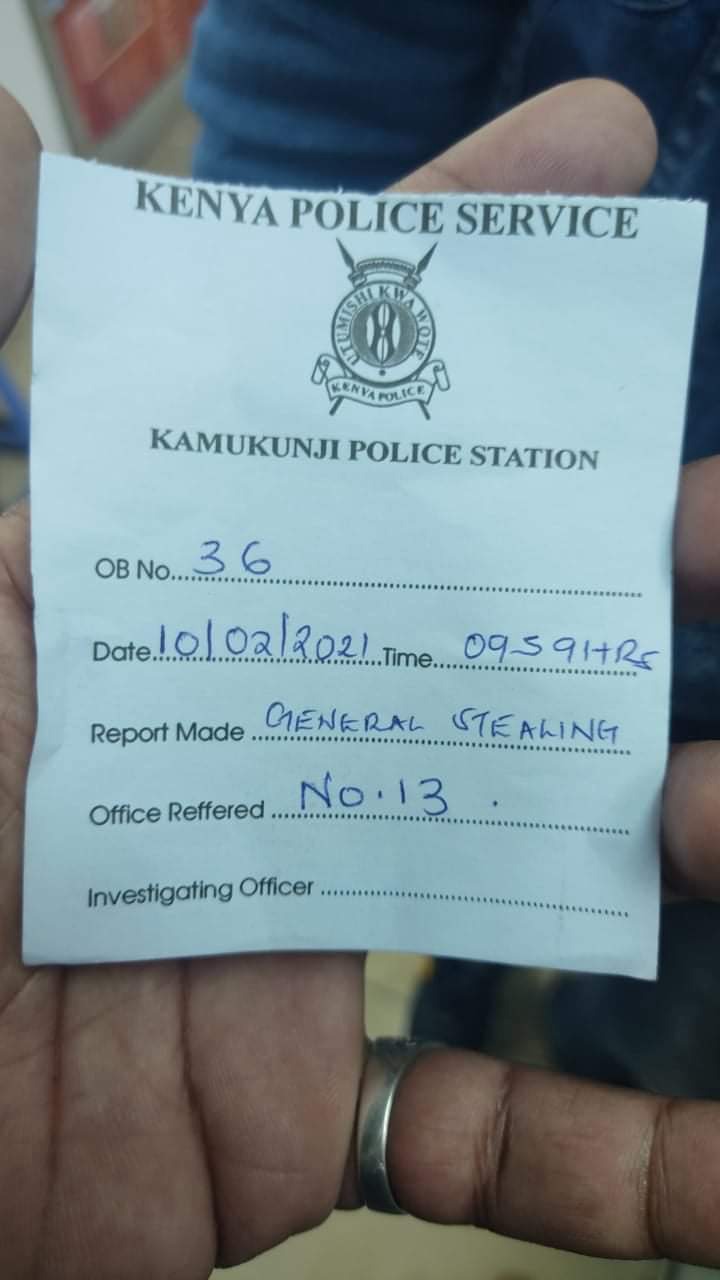 KENYA POLICE SERVICE
UTUMISHI KWA WOTE
KENYA POLICE
KAMUKUNJI POLICE STATION
OB No...36
Date...10/02/2021...Time...0959HRS
Report Made...GENERAL STEALING
Office Reffered...No.13.
Investigating Officer...